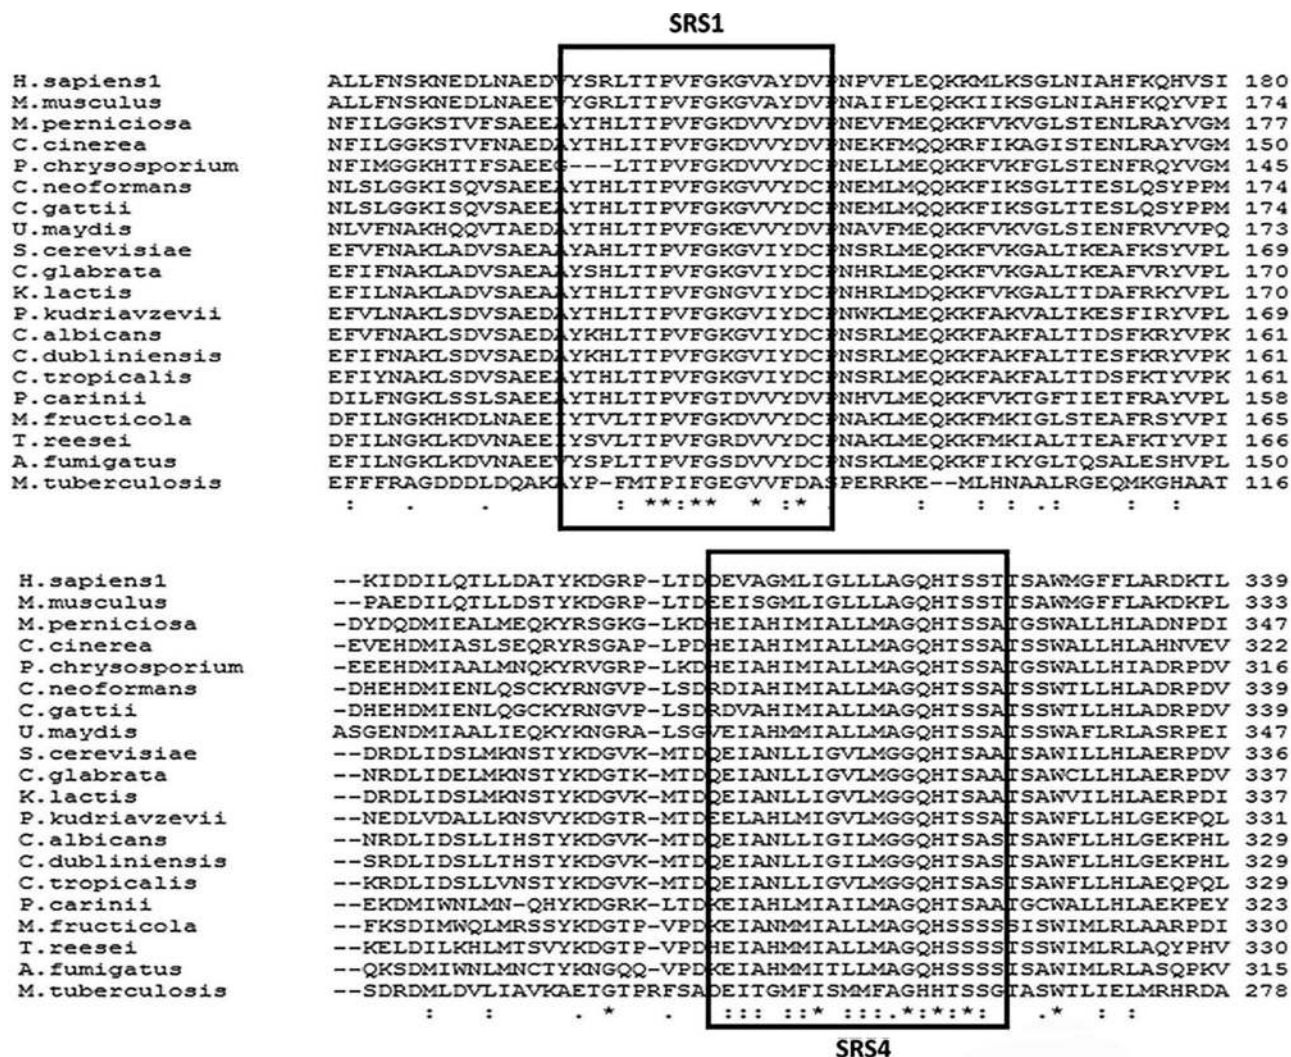 SRS1
H.sapiens1 ALLFNSKNEDLNAEDVYSRLTTPVFGKGVAYDVPNPVFLEQKKMLKSGLNIAHFKQHVSI 180
M.musculus ALLFNSKNEDLNAEEVYGRLTTPVFGKGVAYDVPNAIFLEQKKIIKSGLNIAHFKQYVPI 174
M.perniciosa NFILGGKSTVFSAEEAYTHLTTPVFGKDVVYDVPNEVFMEQKKFVKVGLSTENLRAYVGM 177
C.cinerea NFILGGKSTVFNAEDAYTHLTTPVFGKDVVYDVPNEKFMQQKRFIKAGISTENLRAYVGM 150
P.chrysosporium NFIMGGKHTTFSAEEG---LTTPVFGKDVVYDCPNELLMEQKKFVKFGLSTENFRQYVGM 145
C.neoformans NLSLGGKISQVSAEEAYTHLTTPVFGKGVVYDCPNEMLMQQKKFIKSGLTTESLQSYPPM 174
C.gattii NLSLGGKISQVSAEEAYTHLTTPVFGKGVVYDCPNEMLMQQKKFIKSGLTTESLQSYPPM 174
U.maydis NLVFNAKHQQVTAEDAYTHLTTPVFGKEVVYDVPNAVFMEQKKFVKVGLSIENFRVYVPQ 173
S.cerevisiae EFVFNAKLADVSAEAAYAHLTTPVFGKGVIYDCPNSRLMEQKKFVKGALTKEAFKSYVPL 169
C.glabrata EFIFNAKLADVSAEAAYSHLTTPVFGKGVIYDCPNHRLMEQKKFVKGALTKEAFVRYVPL 170
K.lactis EFILNAKLADVSAEAAYTHLTTPVFGNGVIYDCPNHRLMDQKKFVKGALTTDAFRKYVPL 170
P.kudriavzevii EFVLNAKLSDVSAEDAYTHLTTPVFGKGVIYDCPNWKLMEQKKFAKVALTKESFIRYVPL 169
C.albicans EFVFNAKLSDVSAEDAYKHLTTPVFGKGVIYDCPNSRLMEQKKFAKFALTTDSFKRYVPK 161
C.dubliniensis EFIFNAKLSDVSAEDAYKHLTTPVFGKGVIYDCPNSRLMEQKKFAKFALTTESFKRYVPK 161
C.tropicalis EFIYNAKLSDVSAEEAYTHLTTPVFGKGVIYDCPNSRLMEQKKFAKFALTTDSFKTYVPK 161
P.carinii DILFNGKLSSLSAEEAYTHLTTPVFGTDVVYDVPNHVLMEQKKFVKTGFTIETFRAYVPL 158
M.fructicola DFILNGKHKDLNAEEVYTVLTTPVFGKDVVYDCPNAKLMEQKKFMKIGLSTEAFRSYVPI 165
T.reesei DFILNGKLKDVNAEEIYSVLTTPVFGRDVVYDCPNAKLMEQKKFMKIALTTEAFKTYVPI 166
A.fumigatus EFILNGKLKDVNAEEVYSPLTTPVFGSDVVYDCPNSKLMEQKKFIKYGLTQSALESHVPL 150
M.tuberculosis EFFFRAGDDDLDQAKAYP-FMTPIFGEGVVFDASPERRKE--MLHNAALRGEQMKGHAAT 116
: . . : **:** * :* : : .: : :
H.sapiens1 --KIDDILQTLLDATYKDGRP-LTDDEVAGMLIGLLLAGQHTSSTTSAWMGFFLARDKTL 339
M.musculus --PAEDILQTLLDSTYKDGRP-LTDEEISGMLIGLLLAGQHTSSTTSAWMGFFLAKDKPL 333
M.perniciosa -DYDQDMIEALMEQKYRSGKG-LKDHEIAHIMIALLMAGQHTSSATGSWALLHLADNPDI 347
C.cinerea -EVEHDMIASLSEQRYRSGAP-LPDHEIAHIMIALLMAGQHTSSATSSWALLHLAHNVEV 322
P.chrysosporium -EEEHDMIAALMNQKYRVGRP-LKDHEIAHIMIALLMAGQHTSSATGSWALLHIADRPDV 316
C.neoformans -DHEHDMIENLQSCKYRNGVP-LSDRDIAHIMIALLMAGQHTSSATSSWTLLHLADRPDV 339
C.gattii -DHEHDMIENLQGCKYRNGVP-LSDRDVAHIMIALLMAGQHTSSATSSWTLLHLADRPDV 339
U.maydis ASGENDMIAALIEQKYKNGRA-LSGVEIAHMMIALLMAGQHTSSATSSWAFLRLASRPEI 347
S.cerevisiae --DRDLIDSLMKNSTYKDGVK-MTDQEIANLLIGVLMGGQHTSAATSAWILLHLAERPDV 336
C.glabrata --NRDLIDELMKNSTYKDGTK-MTDQEIANLLIGVLMGGQHTSAATSAWCLLHLAERPDV 337
K.lactis --DRDLIDSLMKNSTYKDGVK-MTDQEIANLLIGVLMGGQHTSAATSAWVILHLAERPDI 337
P.kudriavzevii --NEDLVDALLKNSVYKDGTR-MTDEELAHLMIGVLMGGQHTSAATSAWFLLHLGEKPQL 331
C.albicans --NRDLIDSLLIHSTYKDGVK-MTDQEIANLLIGILMGGQHTSASTSAWFLLHLGEKPHL 329
C.dubliniensis --SRDLIDSLLTHSTYKDGVK-MTDQEIANLLIGILMGGQHTSASTSAWFLLHLGEKPHL 329
C.tropicalis --KRDLIDSLLVNSTYKDGVK-MTDQEIANLLIGVLMGGQHTSASTSAWFLLHLAEQPQL 329
P.carinii --EKDMIWNLMN-QHYKDGRK-LTDKEIAHLMIAILMAGQHTSAATGCWALLHLAEKPEY 323
M.fructicola --FKSDIMWQLMRSSYKDGTP-VPDKEIANMMIALLMAGQHSSSSSISWIMLRLAARPDI 330
T.reesei --KELDILKHLMTSVYKDGTP-VPDHEIANMMIALLMAGQHSSSSTSSWIMLRLAQYPHV 330
A.fumigatus --QKSDMIWNLMNCTYKNGQQ-VPDKEIAHMMITLLMAGQHSSSSISAWIMLRLASQPKV 315
M.tuberculosis --SDRDMLDVLIAVKAETGTPRFSADEITGMFISMMFAGHHTSSGTASWTLIELMRHRDA 278
: : . * . ::: ::* ::::.*:*:*: .* : :
SRS4